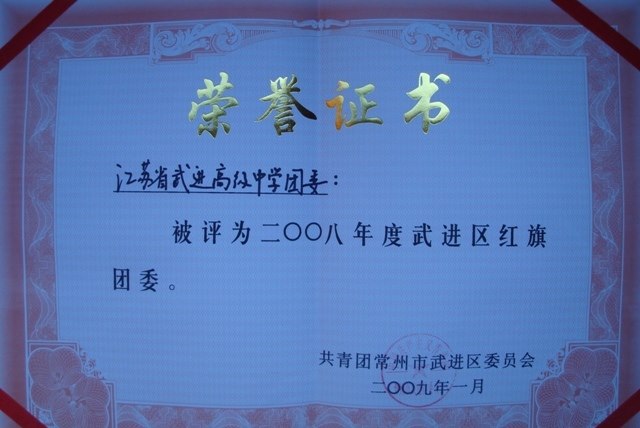 荣誉证书
江苏省武进高级中学团委：
被评为二〇〇八年度武进区红旗
团委。
共青团常州市武进区委员会
二〇〇九年一月